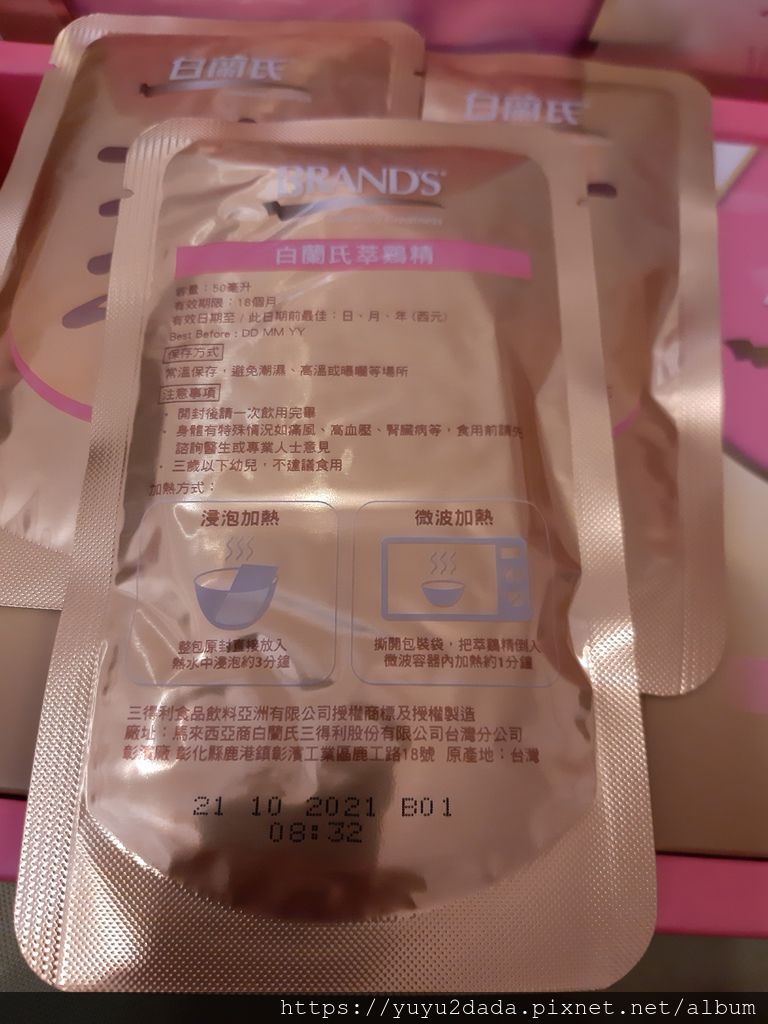 白蘭氏
白蘭氏
BRAND'S
白蘭氏萃鷄精
容量：50毫升
有效期限：18個月
有效日期至/此日期前最佳：日、月、年(西元)
Best Before : DD MM YY
保存方式
常溫保存，避免潮濕、高溫或曝曬等場所
注意事項
· 開封後請一次飲用完畢
· 身體有特殊情況如痛風、高血壓、腎臟病等，食用前請先
諮詢醫生或專業人士意見
· 三歲以下幼兒，不建議食用
加熱方式：
浸泡加熱
微波加熱
整包原封直接放入
熱水中浸泡約3分鐘
撕開包裝袋，把萃鷄精倒入
微波容器內加熱約1分鐘
三得利食品飲料亞洲有限公司授權商標及授權製造
廠址：馬來西亞商白蘭氏三得利股份有限公司台灣分公司
彰濱廠 彰化縣鹿港鎮彰濱工業區鹿工路18號 原產地：台灣
21 10 2021 B01
08:32
https://yuyu2dada.pixnet.net/album